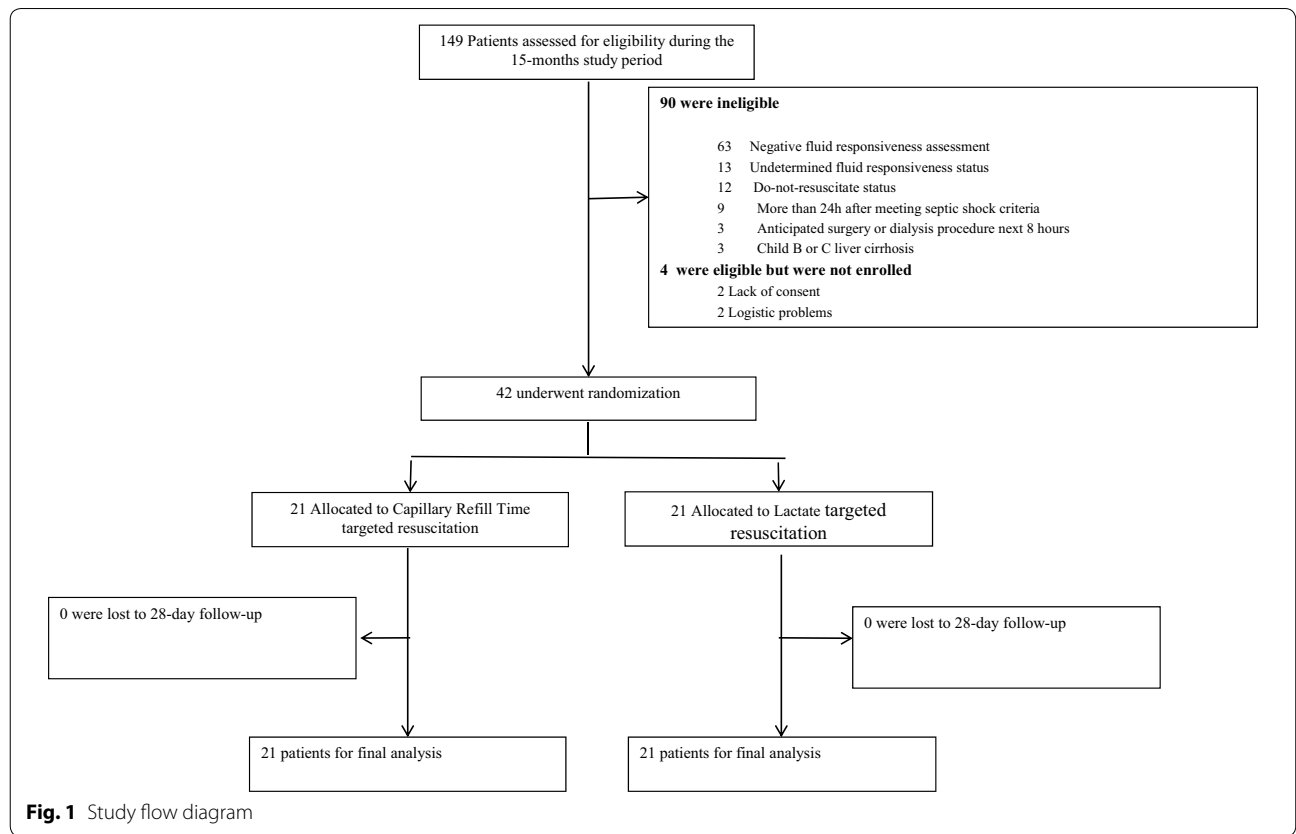 149 Patients assessed for eligibility during the
15-months study period
90 were ineligible
63 Negative fluid responsiveness assessment
13 Undetermined fluid responsiveness status
12 Do-not-resuscitate status
9 More than 24h after meeting septic shock criteria
3 Anticipated surgery or dialysis procedure next 8 hours
3 Child B or C liver cirrhosis
4 were eligible but were not enrolled
2 Lack of consent
2 Logistic problems
42 underwent randomization
21 Allocated to Capillary Refill Time
targeted resuscitation
21 Allocated to Lactate targeted
resuscitation
0 were lost to 28-day follow-up
0 were lost to 28-day follow-up
21 patients for final analysis
21 patients for final analysis
Fig. 1 Study flow diagram